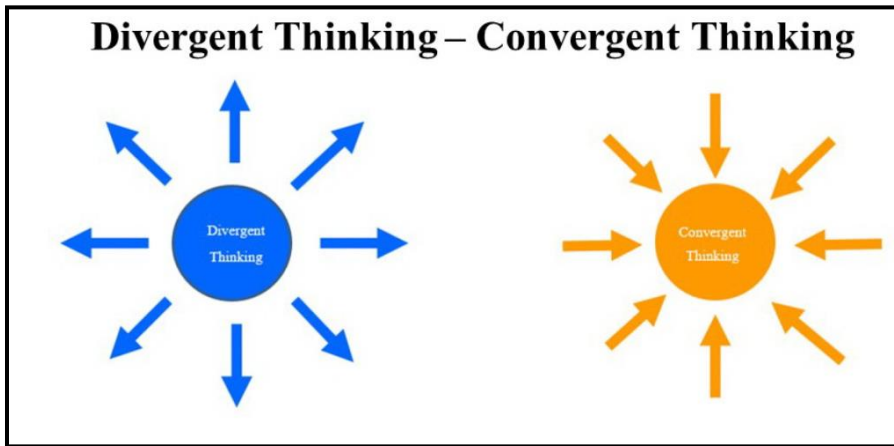 Divergent Thinking – Convergent Thinking
Divergent
Thinking
Convergent
Thinking